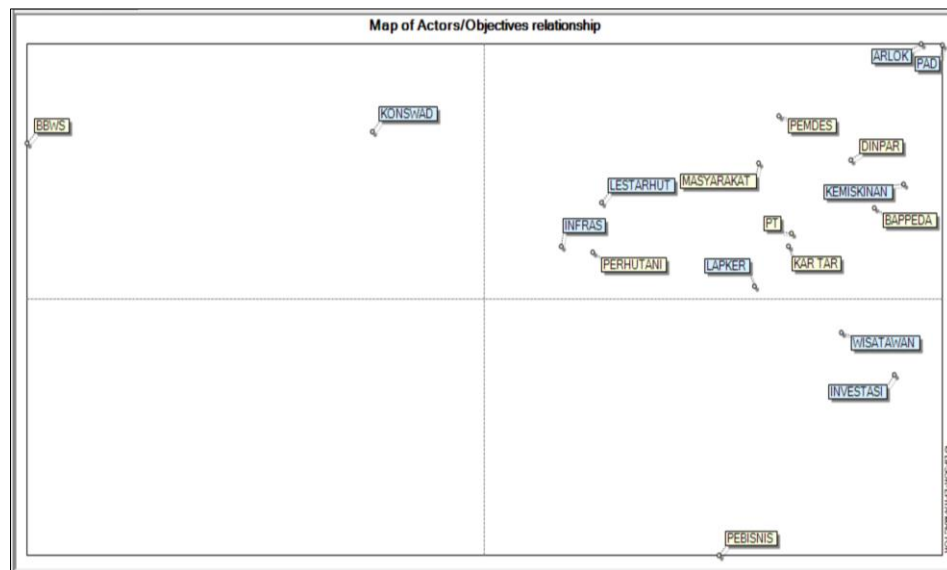 Map of Actors/Objectives relationship
ARLOK
PAD
KONSWAD
BBWS
PEMDES
DINPAR
MASYARAKAT
LESTARHUT
KEMISKINAN
BAPPEDA
INFRAS
PT
PERHUTANI
LAPKER
KAR TAR
WISATAWAN
INVESTASI
PEBISNIS